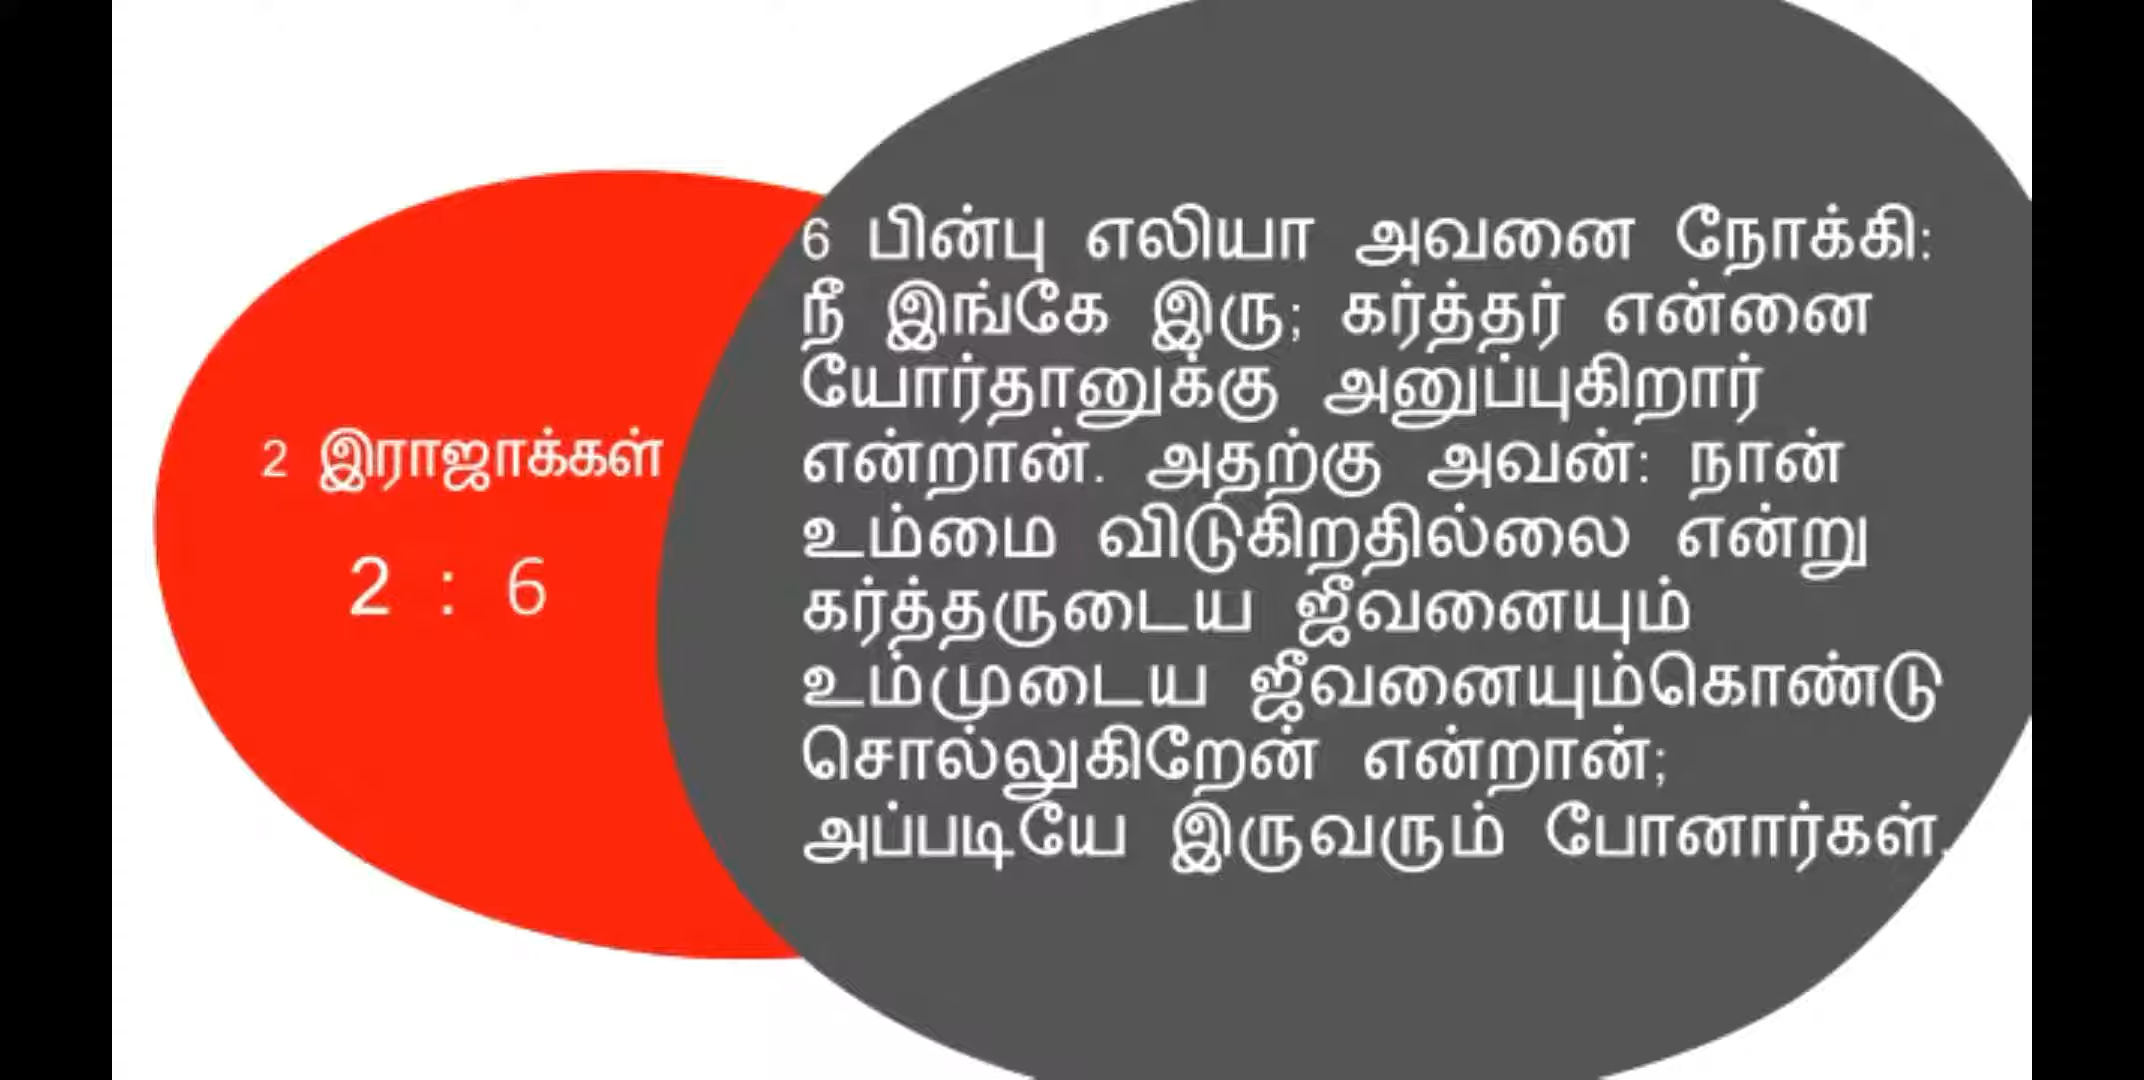 2 இராஜாக்கள்
2 : 6
6 பின்பு எலியா அவனை நோக்கி:
நீ இங்கே இரு; கர்த்தர் என்னை
யோர்தானுக்கு அனுப்புகிறார்
என்றான். அதற்கு அவன்: நான்
உம்மை விடுகிறதில்லை என்று
கர்த்தருடைய ஜீவனையும்
உம்முடைய ஜீவனையும்கொண்டு
சொல்லுகிறேன் என்றான்;
அப்படியே இருவரும் போனார்கள்.